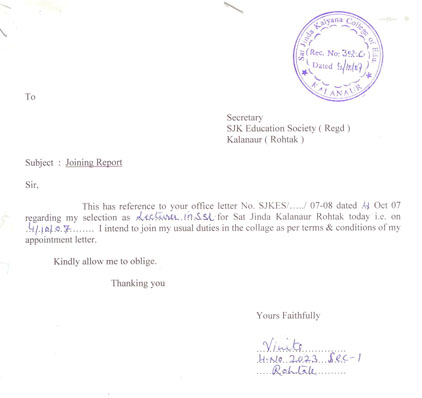 Sat Jinda Kalyana College of Edu.
Rec. No. 352.C
Dated 5/10/07
KALANAUR
To
Secretary
SJK Education Society ( Regd )
Kalanaur ( Rohtak )
Subject : Joining Report
Sir,
This has reference to your office letter No. SJKES/...../ 07-08 dated Oct 07
regarding my selection as Lecturer in S.St for Sat Jinda Kalanaur Rohtak today i.e. on
4/10/07........ I intend to join my usual duties in the collage as per terms & conditions of my
appointment letter.
Kindly allow me to oblige.
Thanking you
Yours Faithfully
Vinita
H.No. 2023 Sec-1
Rohtak